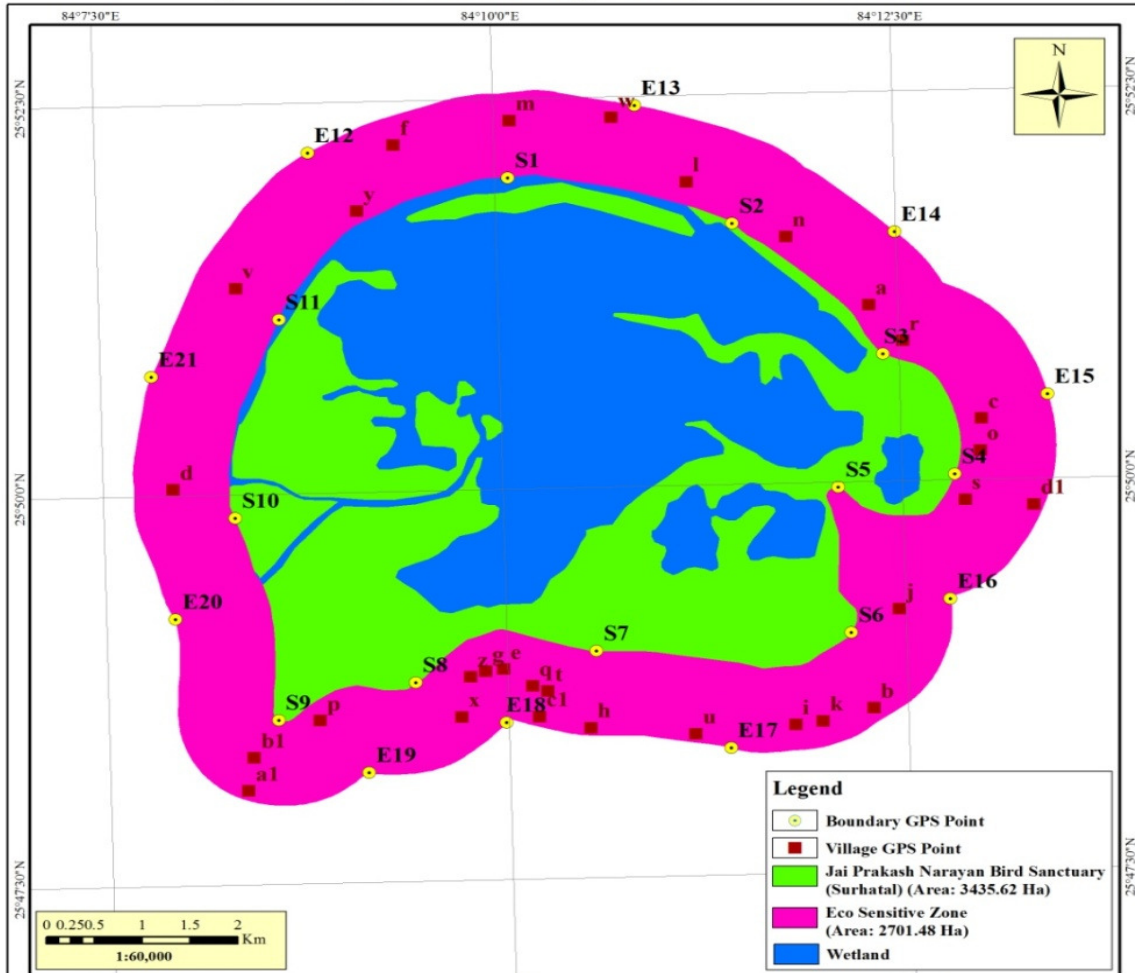 84°7'30"E
84°10'0"E
84°12'30"E
25°52'30"N
25°52'30"N
N
E13
w
m
f
E12
S1
l
y
S2
n
E14
v
S11
a
r
S3
E21
E15
c
o
d
S4
S5
s
d1
25°50'0"N
25°50'0"N
S10
E20
E16
j
S6
S7
S8
z
g
e
q
t
S9
p
x
E18
c1
h
u
E17
i
k
b
b1
a1
E19
25°47'30"N
25°47'30"N
Legend
Boundary GPS Point
Village GPS Point
Jai Prakash Narayan Bird Sanctuary
(Surhatal) (Area: 3435.62 Ha)
Eco Sensitive Zone
(Area: 2701.48 Ha)
Wetland
0 0.25 0.5 1 1.5 2
Km
1:60,000